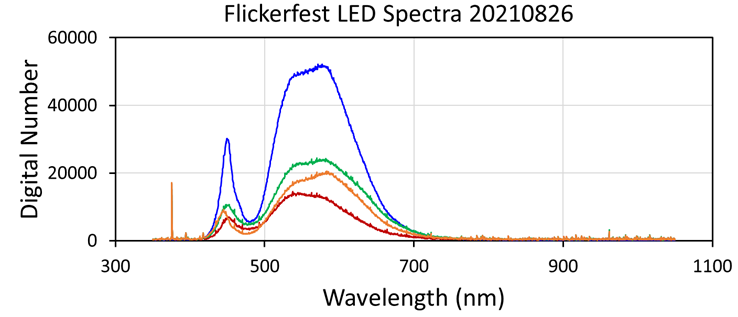 Flickerfest LED Spectra 20210826
60000
40000
20000
0
Digital Number
300 500 700 900 1100
Wavelength (nm)